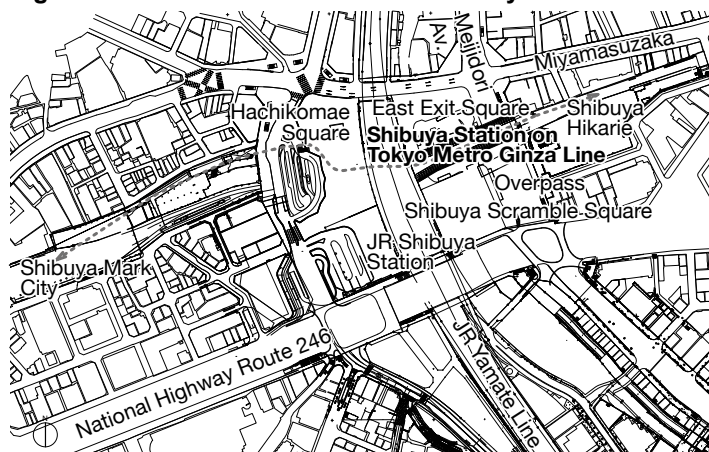 Av.
Meijidori
Miyamasuzaka
Hachikomae
Square
East Exit Square
Shibuya
Hikarie
Shibuya Station on
Tokyo Metro Ginza Line
Overpass
Shibuya Scramble Square
JR Shibuya
Station
Shibuya Mark
City
National Highway Route 246
JR Yamate Line